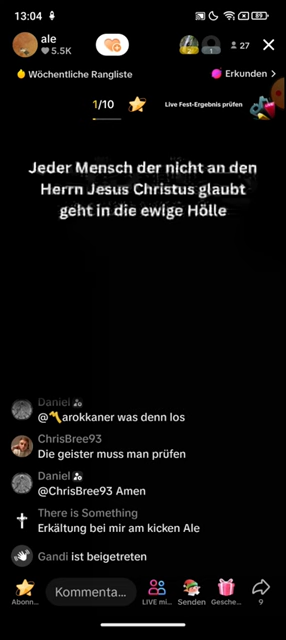 13:04
89
ale
5.5K
1
27
Wöchentliche Rangliste
Erkunden >
1/10
Live Fest-Ergebnis prüfen
Jeder Mensch der nicht an den
Herrn Jesus Christus glaubt
geht in die ewige Hölle
Daniel
@arokkaner was denn los
ChrisBree93
Die geister muss man prüfen
Daniel
@ChrisBree93 Amen
There is Something
Erkältung bei mir am kicken Ale
Gandi ist beigetreten
Abonn...
Kommenta...
LIVE mi...
Senden
Gesche...
9